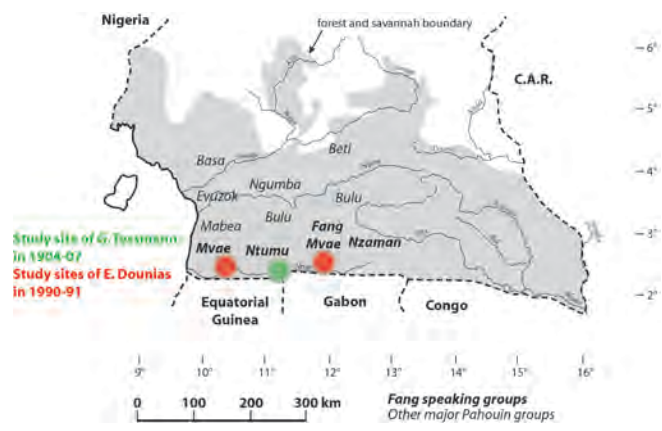 Nigeria
forest and savannah boundary
C.A.R.
6°
5°
4°
3°
2°
Basa
Beti
Evuzok
Ngumba
Bulu
Bulu
Mabea
Mvae
Ntumu
Fang
Mvae
Nzaman
Study site of G. Tessmann
in 1904-07
Study sites of E. Dounias
in 1990-91
Equatorial
Guinea
Gabon
Congo
9°
10°
11°
12°
13°
14°
15°
16°
0
50
100
150
200
250
300 km
Fang speaking groups
Other major Pahouin groups